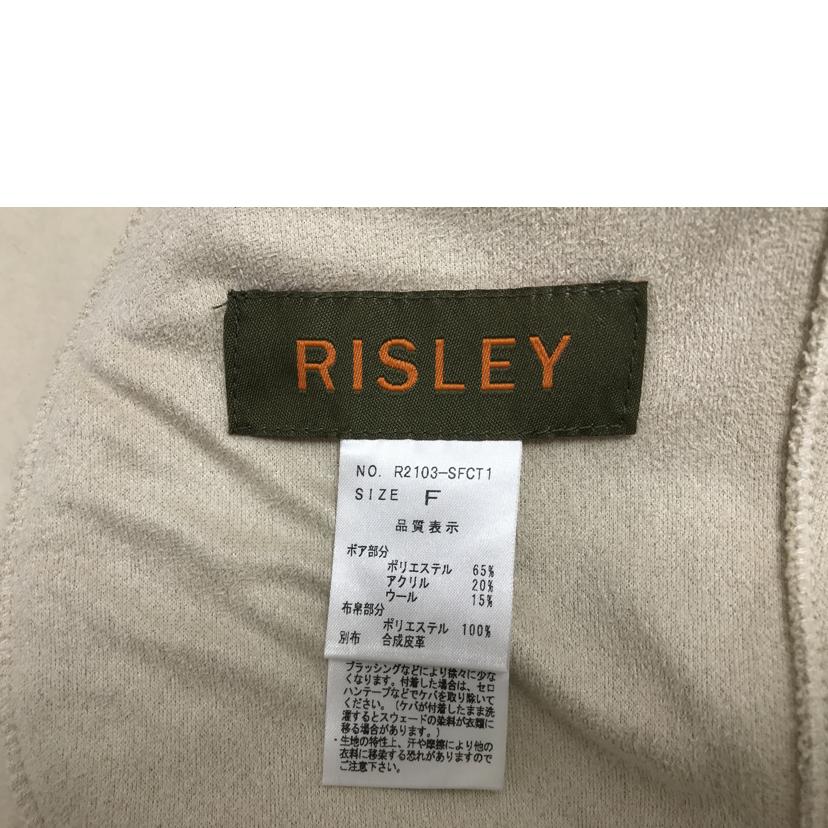 RISLEY
NO. R2103-SFCT1
SIZE F
品質表示
ボア部分
ポリエステル 65%
アクリル 20%
ウール 15%
布帛部分
ポリエステル 100%
別布 合成皮革
ブラッシングなどにより徐々に少な
くなります。付着した場合は、セロ
ハンテープなどでケバを取り除いて
ください。(ケバが付着したまま洗
濯するとスウェードの染料が衣類に
移る場合があります。)
・生地の特性上、汗や摩擦により他の
衣料に移染する恐れがありますので
ご注意下さい。